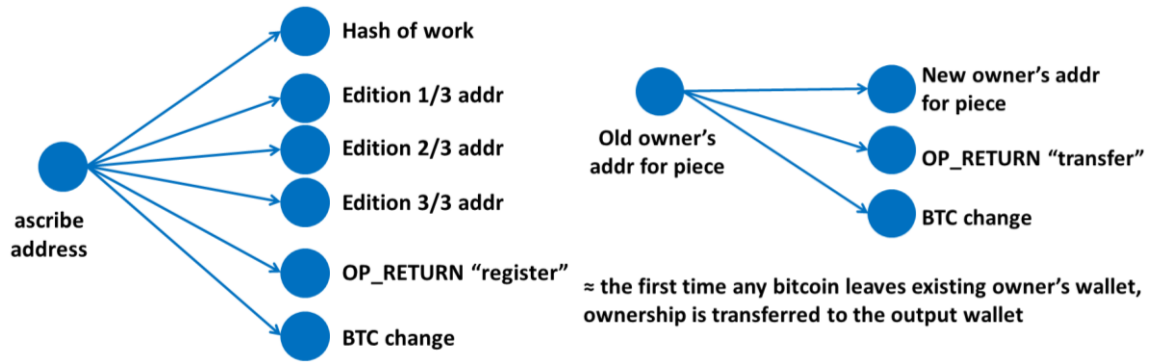 Hash of work
Edition 1/3 addr
Edition 2/3 addr
Edition 3/3 addr
ascribe
address
OP_RETURN “register”
BTC change
New owner’s addr
for piece
Old owner’s
addr for piece
OP_RETURN “transfer”
BTC change
≈ the first time any bitcoin leaves existing owner’s wallet,
ownership is transferred to the output wallet